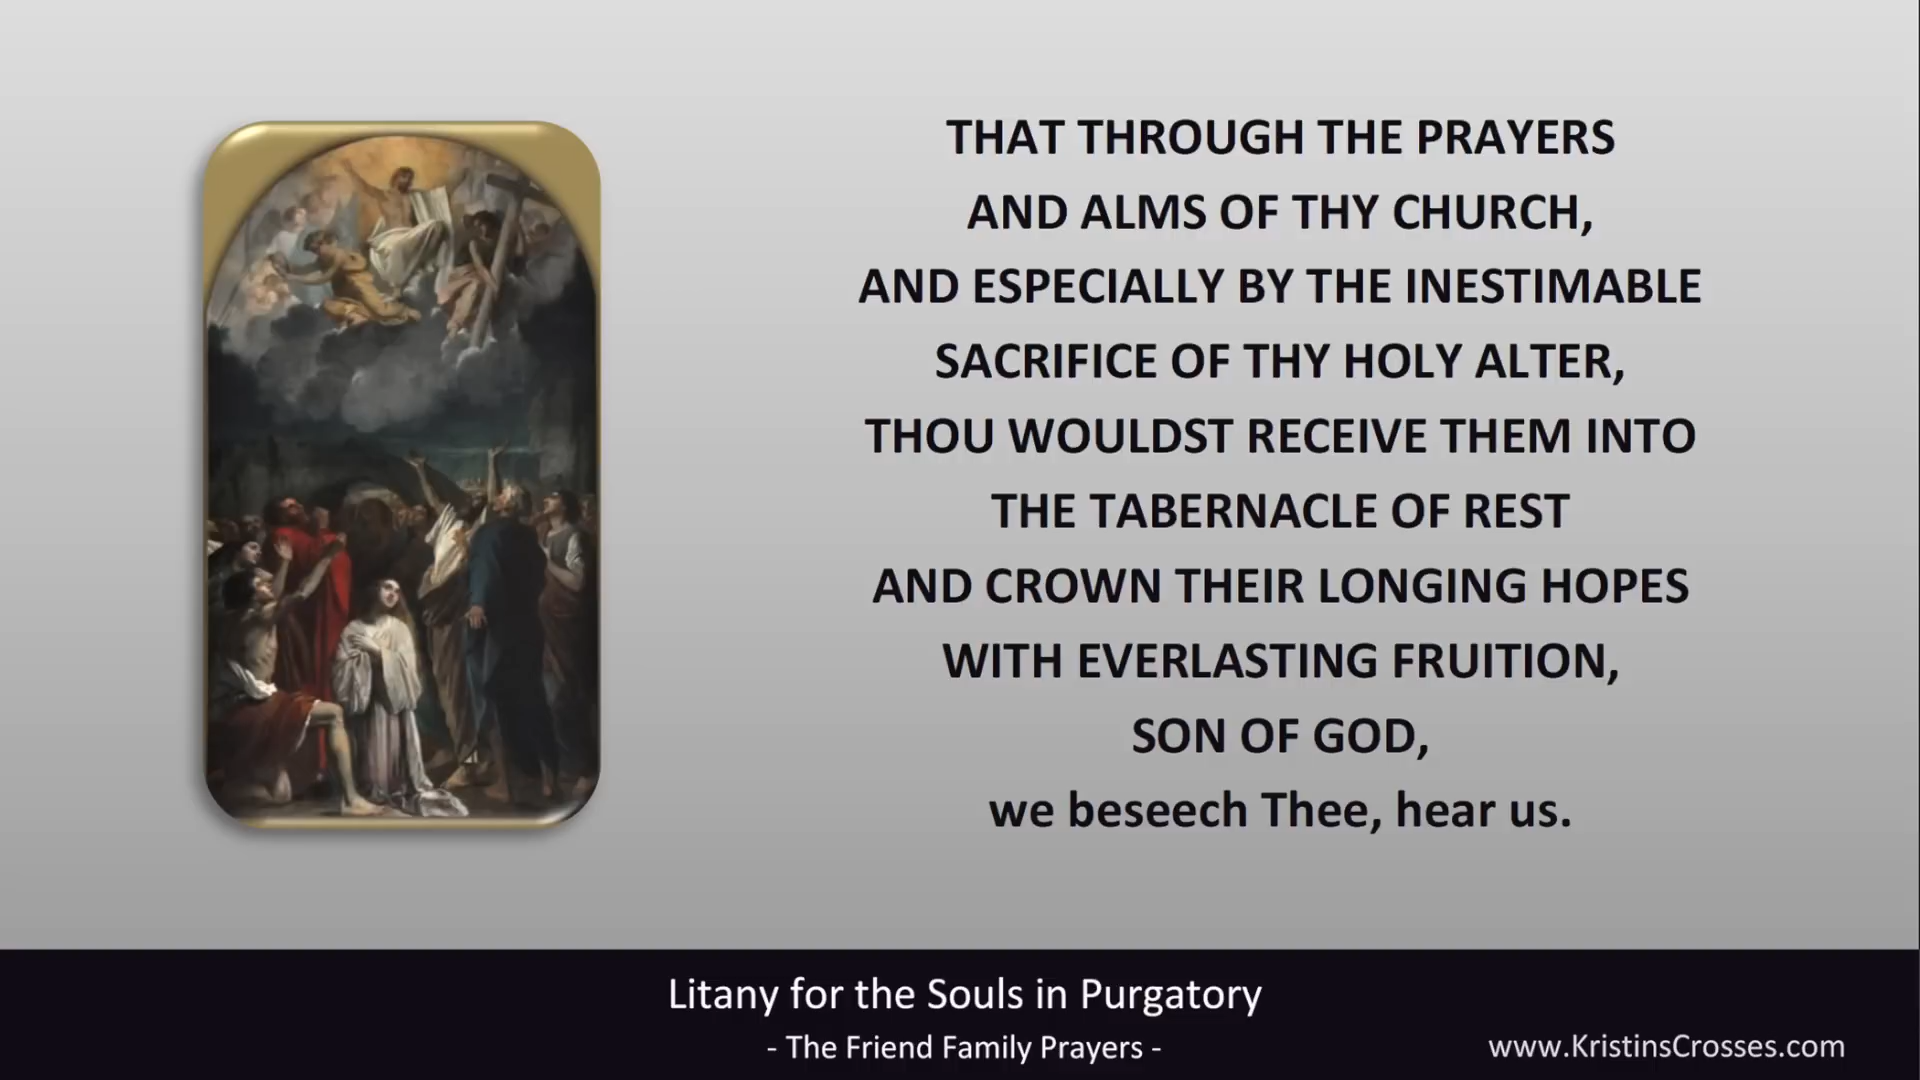 THAT THROUGH THE PRAYERS
AND ALMS OF THY CHURCH,
AND ESPECIALLY BY THE INESTIMABLE
SACRIFICE OF THY HOLY ALTER,
THOU WOULDST RECEIVE THEM INTO
THE TABERNACLE OF REST
AND CROWN THEIR LONGING HOPES
WITH EVERLASTING FRUITION,
SON OF GOD,
we beseech Thee, hear us.
Litany for the Souls in Purgatory
- The Friend Family Prayers -
www.KristinsCrosses.com